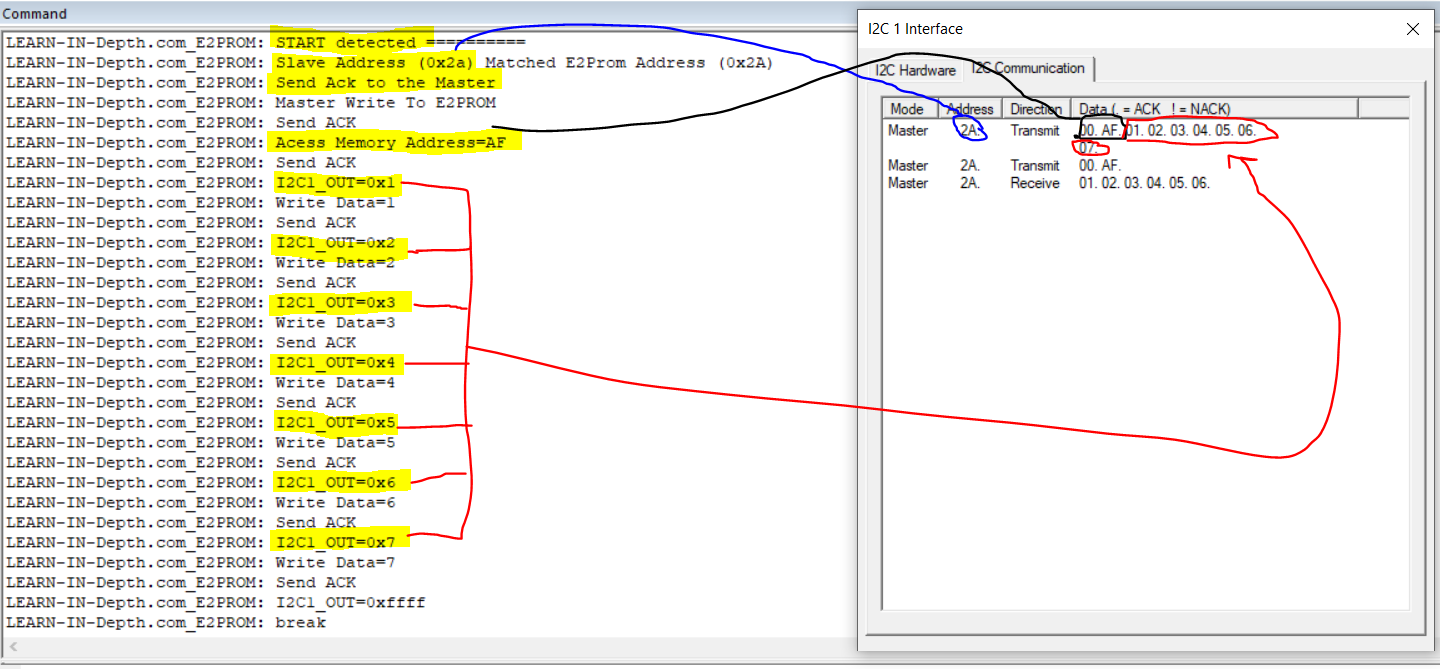 Command
LEARN-IN-Depth.com_E2PROM: START detected ==========
LEARN-IN-Depth.com_E2PROM: Slave Address (0x2a) Matched E2Prom Address (0x2A)
LEARN-IN-Depth.com_E2PROM: Send Ack to the Master
LEARN-IN-Depth.com_E2PROM: Master Write To E2PROM
LEARN-IN-Depth.com_E2PROM: Send ACK
LEARN-IN-Depth.com_E2PROM: Acess Memory Address=AF
LEARN-IN-Depth.com_E2PROM: Send ACK
LEARN-IN-Depth.com_E2PROM: I2C1_OUT=0x1
LEARN-IN-Depth.com_E2PROM: Write Data=1
LEARN-IN-Depth.com_E2PROM: Send ACK
LEARN-IN-Depth.com_E2PROM: I2C1_OUT=0x2
LEARN-IN-Depth.com_E2PROM: Write Data=2
LEARN-IN-Depth.com_E2PROM: Send ACK
LEARN-IN-Depth.com_E2PROM: I2C1_OUT=0x3
LEARN-IN-Depth.com_E2PROM: Write Data=3
LEARN-IN-Depth.com_E2PROM: Send ACK
LEARN-IN-Depth.com_E2PROM: I2C1_OUT=0x4
LEARN-IN-Depth.com_E2PROM: Write Data=4
LEARN-IN-Depth.com_E2PROM: Send ACK
LEARN-IN-Depth.com_E2PROM: I2C1_OUT=0x5
LEARN-IN-Depth.com_E2PROM: Write Data=5
LEARN-IN-Depth.com_E2PROM: Send ACK
LEARN-IN-Depth.com_E2PROM: I2C1_OUT=0x6
LEARN-IN-Depth.com_E2PROM: Write Data=6
LEARN-IN-Depth.com_E2PROM: Send ACK
LEARN-IN-Depth.com_E2PROM: I2C1_OUT=0x7
LEARN-IN-Depth.com_E2PROM: Write Data=7
LEARN-IN-Depth.com_E2PROM: Send ACK
LEARN-IN-Depth.com_E2PROM: I2C1_OUT=0xffff
LEARN-IN-Depth.com_E2PROM: break
I2C 1 Interface
I2C Hardware I2C Communication
Mode Address Direction Data (. = ACK ! = NACK)
Master 2A. Transmit 00. AF. 01. 02. 03. 04. 05. 06.
07.
Master 2A. Transmit 00. AF.
Master 2A. Receive 01. 02. 03. 04. 05. 06.